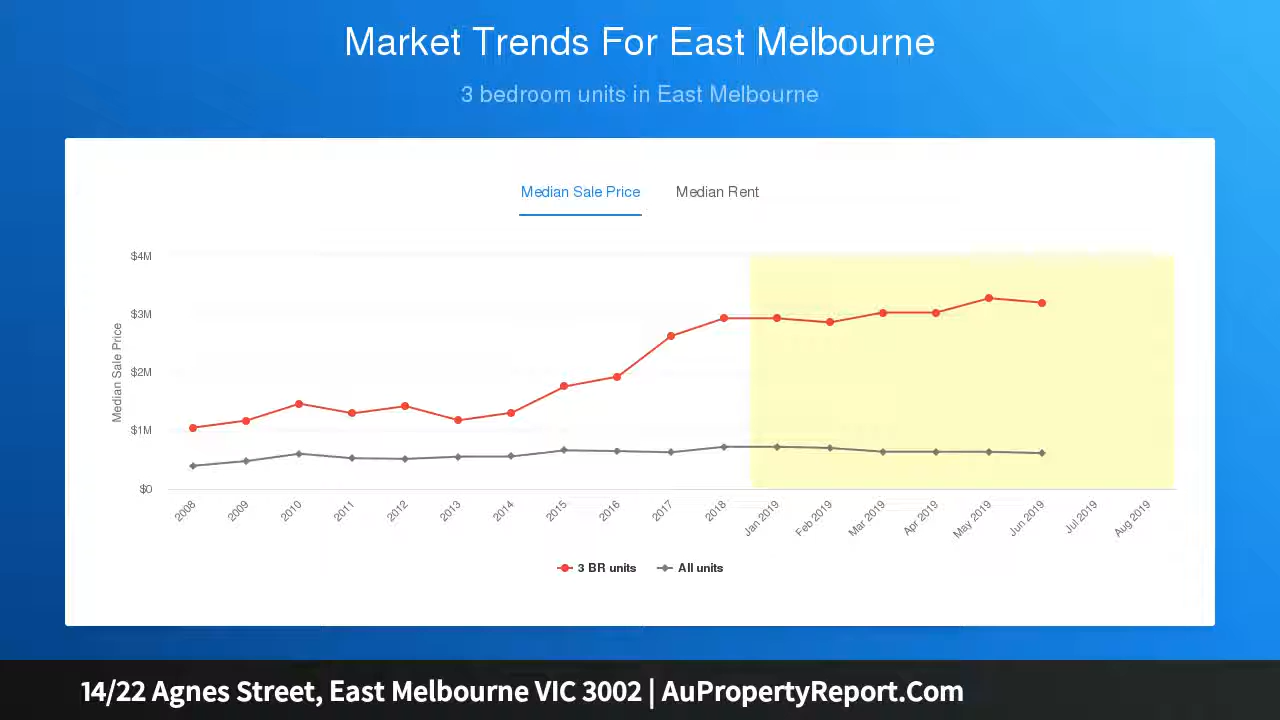 Market Trends For East Melbourne
3 bedroom units in East Melbourne
Median Sale Price Median Rent
Median Sale Price
$4M
$3M
$2M
$1M
$0
2008 2009 2010 2011 2012 2013 2014 2015 2016 2017 2018 Jan 2019 Feb 2019 Mar 2019 Apr 2019 May 2019 Jun 2019 Jul 2019 Aug 2019
3 BR units All units
14/22 Agnes Street, East Melbourne VIC 3002 | AuPropertyReport.Com